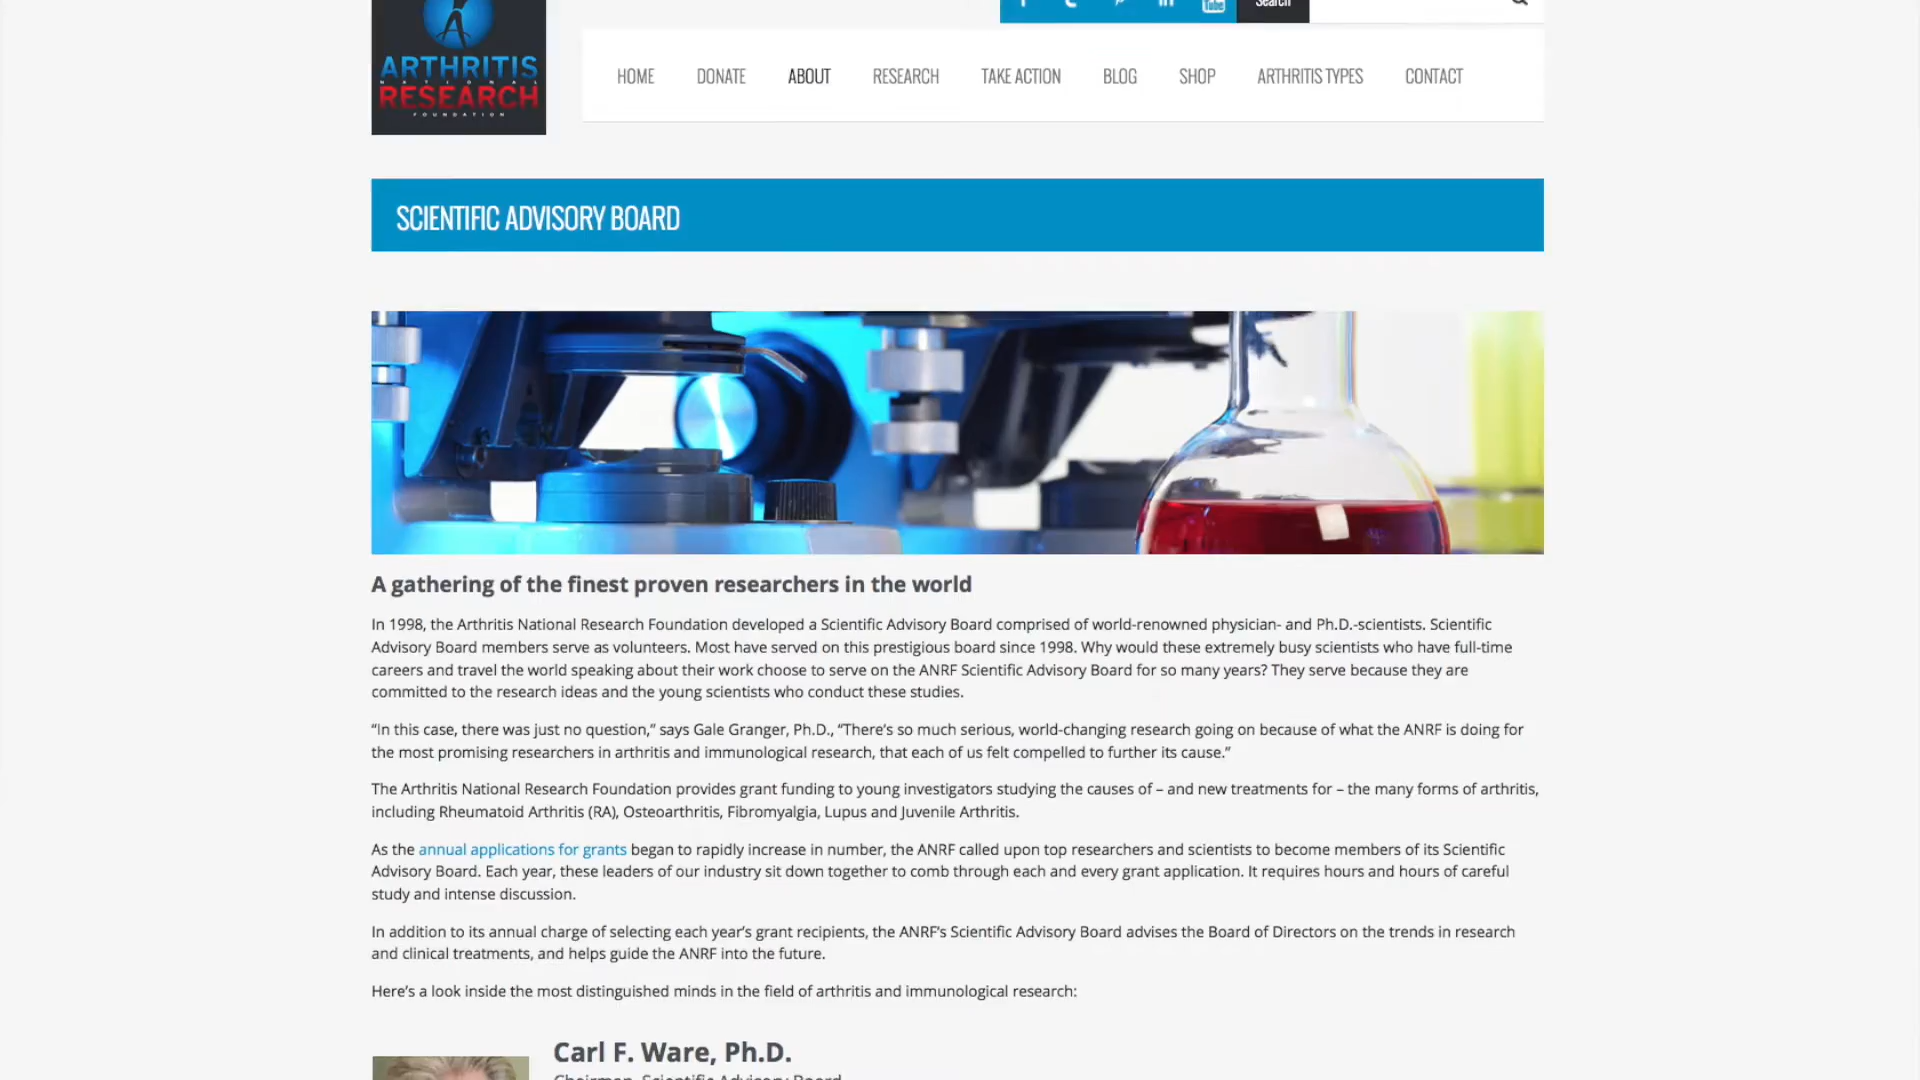 Search
ARTHRITIS
NATIONAL
RESEARCH
FOUNDATION
HOME DONATE ABOUT RESEARCH TAKE ACTION BLOG SHOP ARTHRITIS TYPES CONTACT
SCIENTIFIC ADVISORY BOARD
A gathering of the finest proven researchers in the world
In 1998, the Arthritis National Research Foundation developed a Scientific Advisory Board comprised of world-renowned physician- and Ph.D.-scientists. Scientific
Advisory Board members serve as volunteers. Most have served on this prestigious board since 1998. Why would these extremely busy scientists who have full-time
careers and travel the world speaking about their work choose to serve on the ANRF Scientific Advisory Board for so many years? They serve because they are
committed to the research ideas and the young scientists who conduct these studies.
“In this case, there was just no question,” says Gale Granger, Ph.D., “There’s so much serious, world-changing research going on because of what the ANRF is doing for
the most promising researchers in arthritis and immunological research, that each of us felt compelled to further its cause.”
The Arthritis National Research Foundation provides grant funding to young investigators studying the causes of – and new treatments for – the many forms of arthritis,
including Rheumatoid Arthritis (RA), Osteoarthritis, Fibromyalgia, Lupus and Juvenile Arthritis.
As the annual applications for grants began to rapidly increase in number, the ANRF called upon top researchers and scientists to become members of its Scientific
Advisory Board. Each year, these leaders of our industry sit down together to comb through each and every grant application. It requires hours and hours of careful
study and intense discussion.
In addition to its annual charge of selecting each year’s grant recipients, the ANRF’s Scientific Advisory Board advises the Board of Directors on the trends in research
and clinical treatments, and helps guide the ANRF into the future.
Here’s a look inside the most distinguished minds in the field of arthritis and immunological research:
Carl F. Ware, Ph.D.
Chairman, Scientific Advisory Board